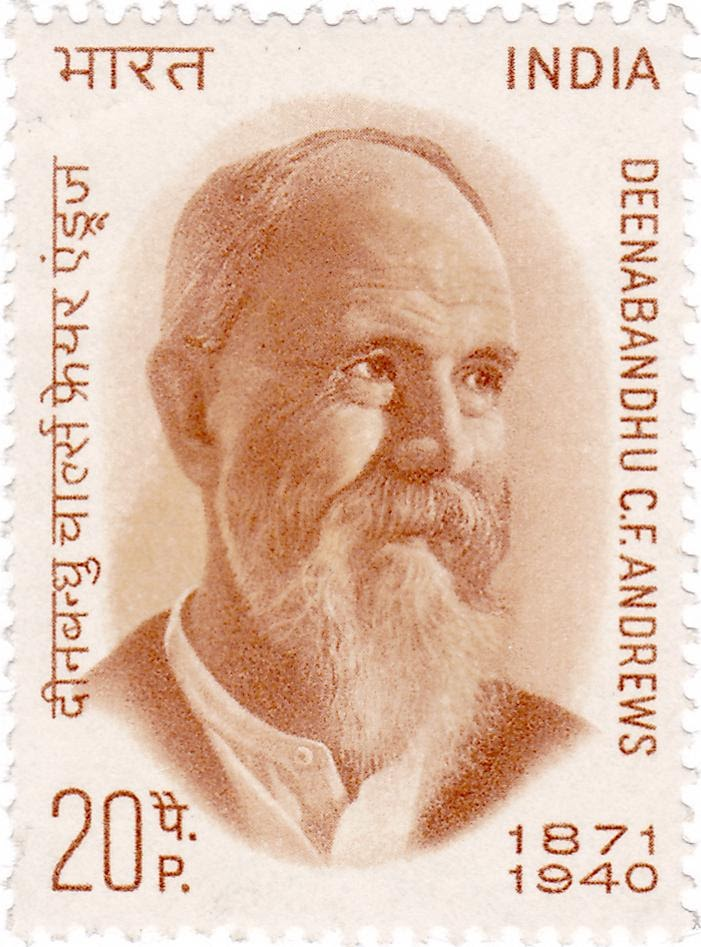 भारत
INDIA
दीनबन्धु चार्ल्स फ्रेयर एंड्रूज
DEENABANDHU C.F. ANDREWS
20 पै.
P.
1871
1940